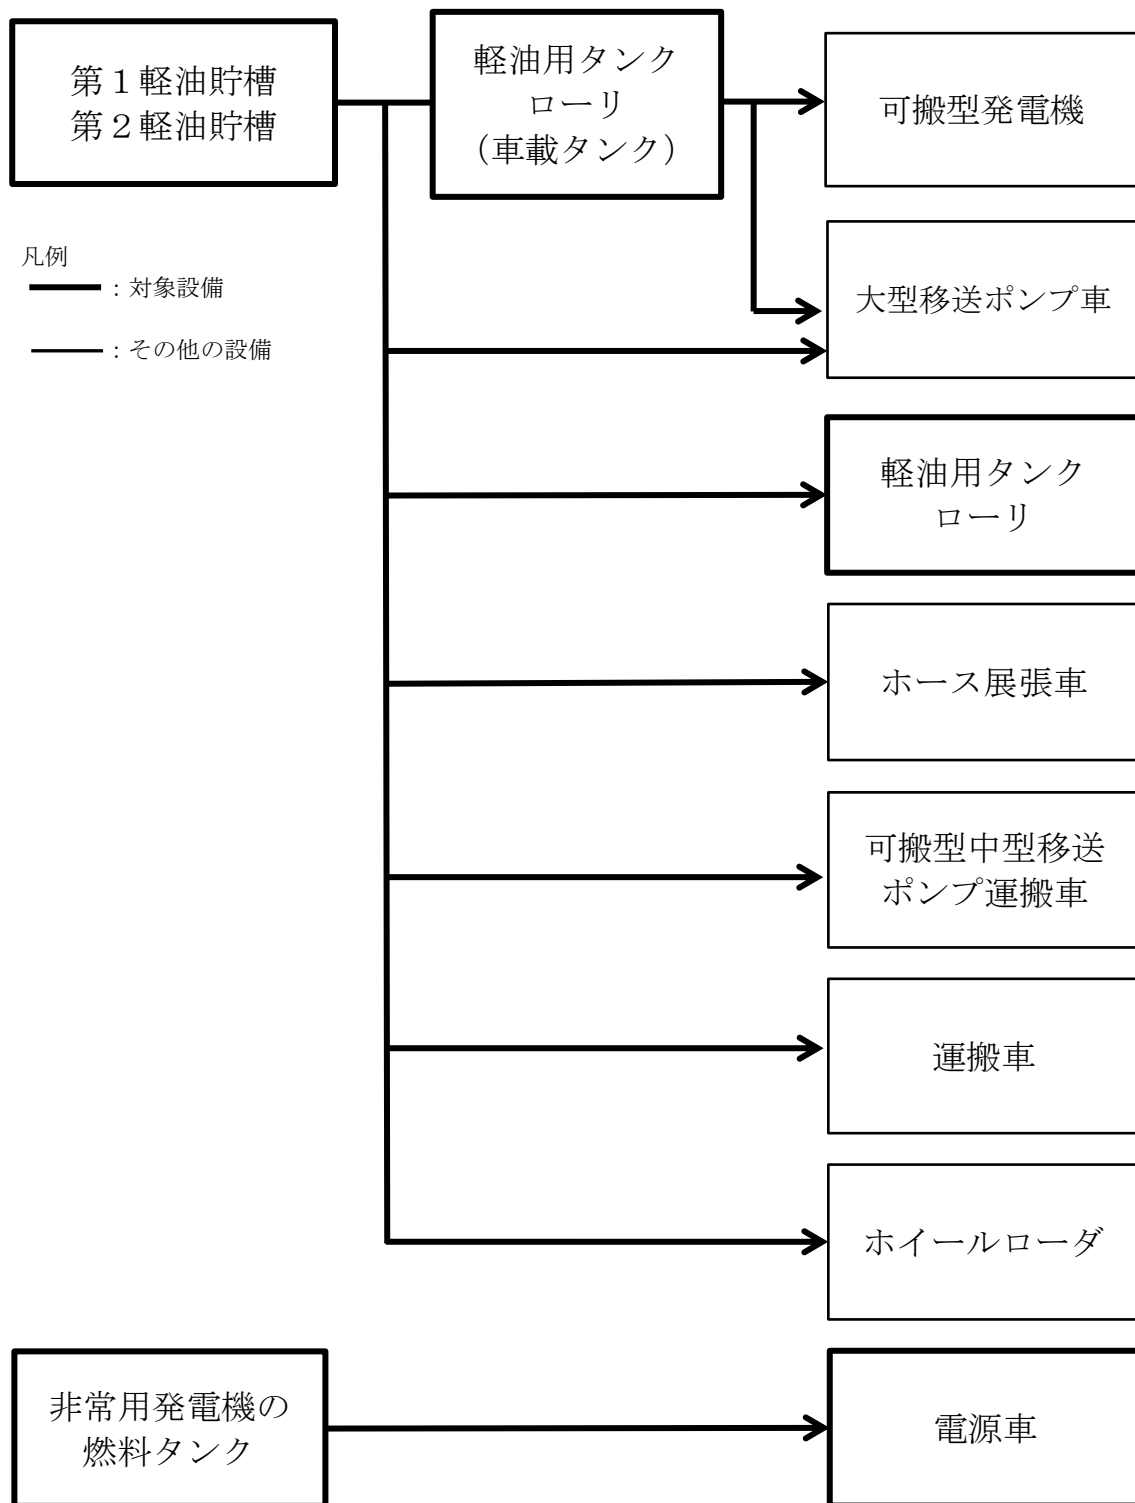 第１軽油貯槽
第２軽油貯槽
軽油用タンク
ローリ
（車載タンク）
可搬型発電機
凡例
：対象設備
：その他の設備
大型移送ポンプ車
軽油用タンク
ローリ
ホース展張車
可搬型中型移送
ポンプ運搬車
運搬車
ホイールローダ
非常用発電機の
燃料タンク
電源車